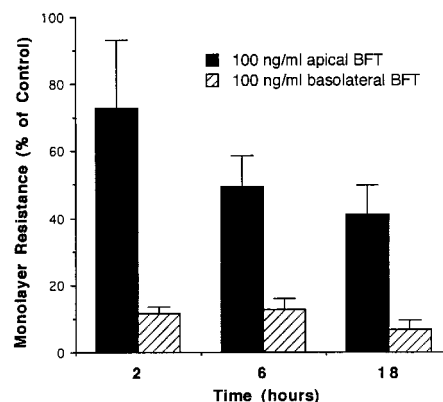 100
100 ng/ml apical BFT
80
100 ng/ml basolateral BFT
60
40
20
0
Monolayer Resistance (% of Control)
2 6 18
Time (hours)